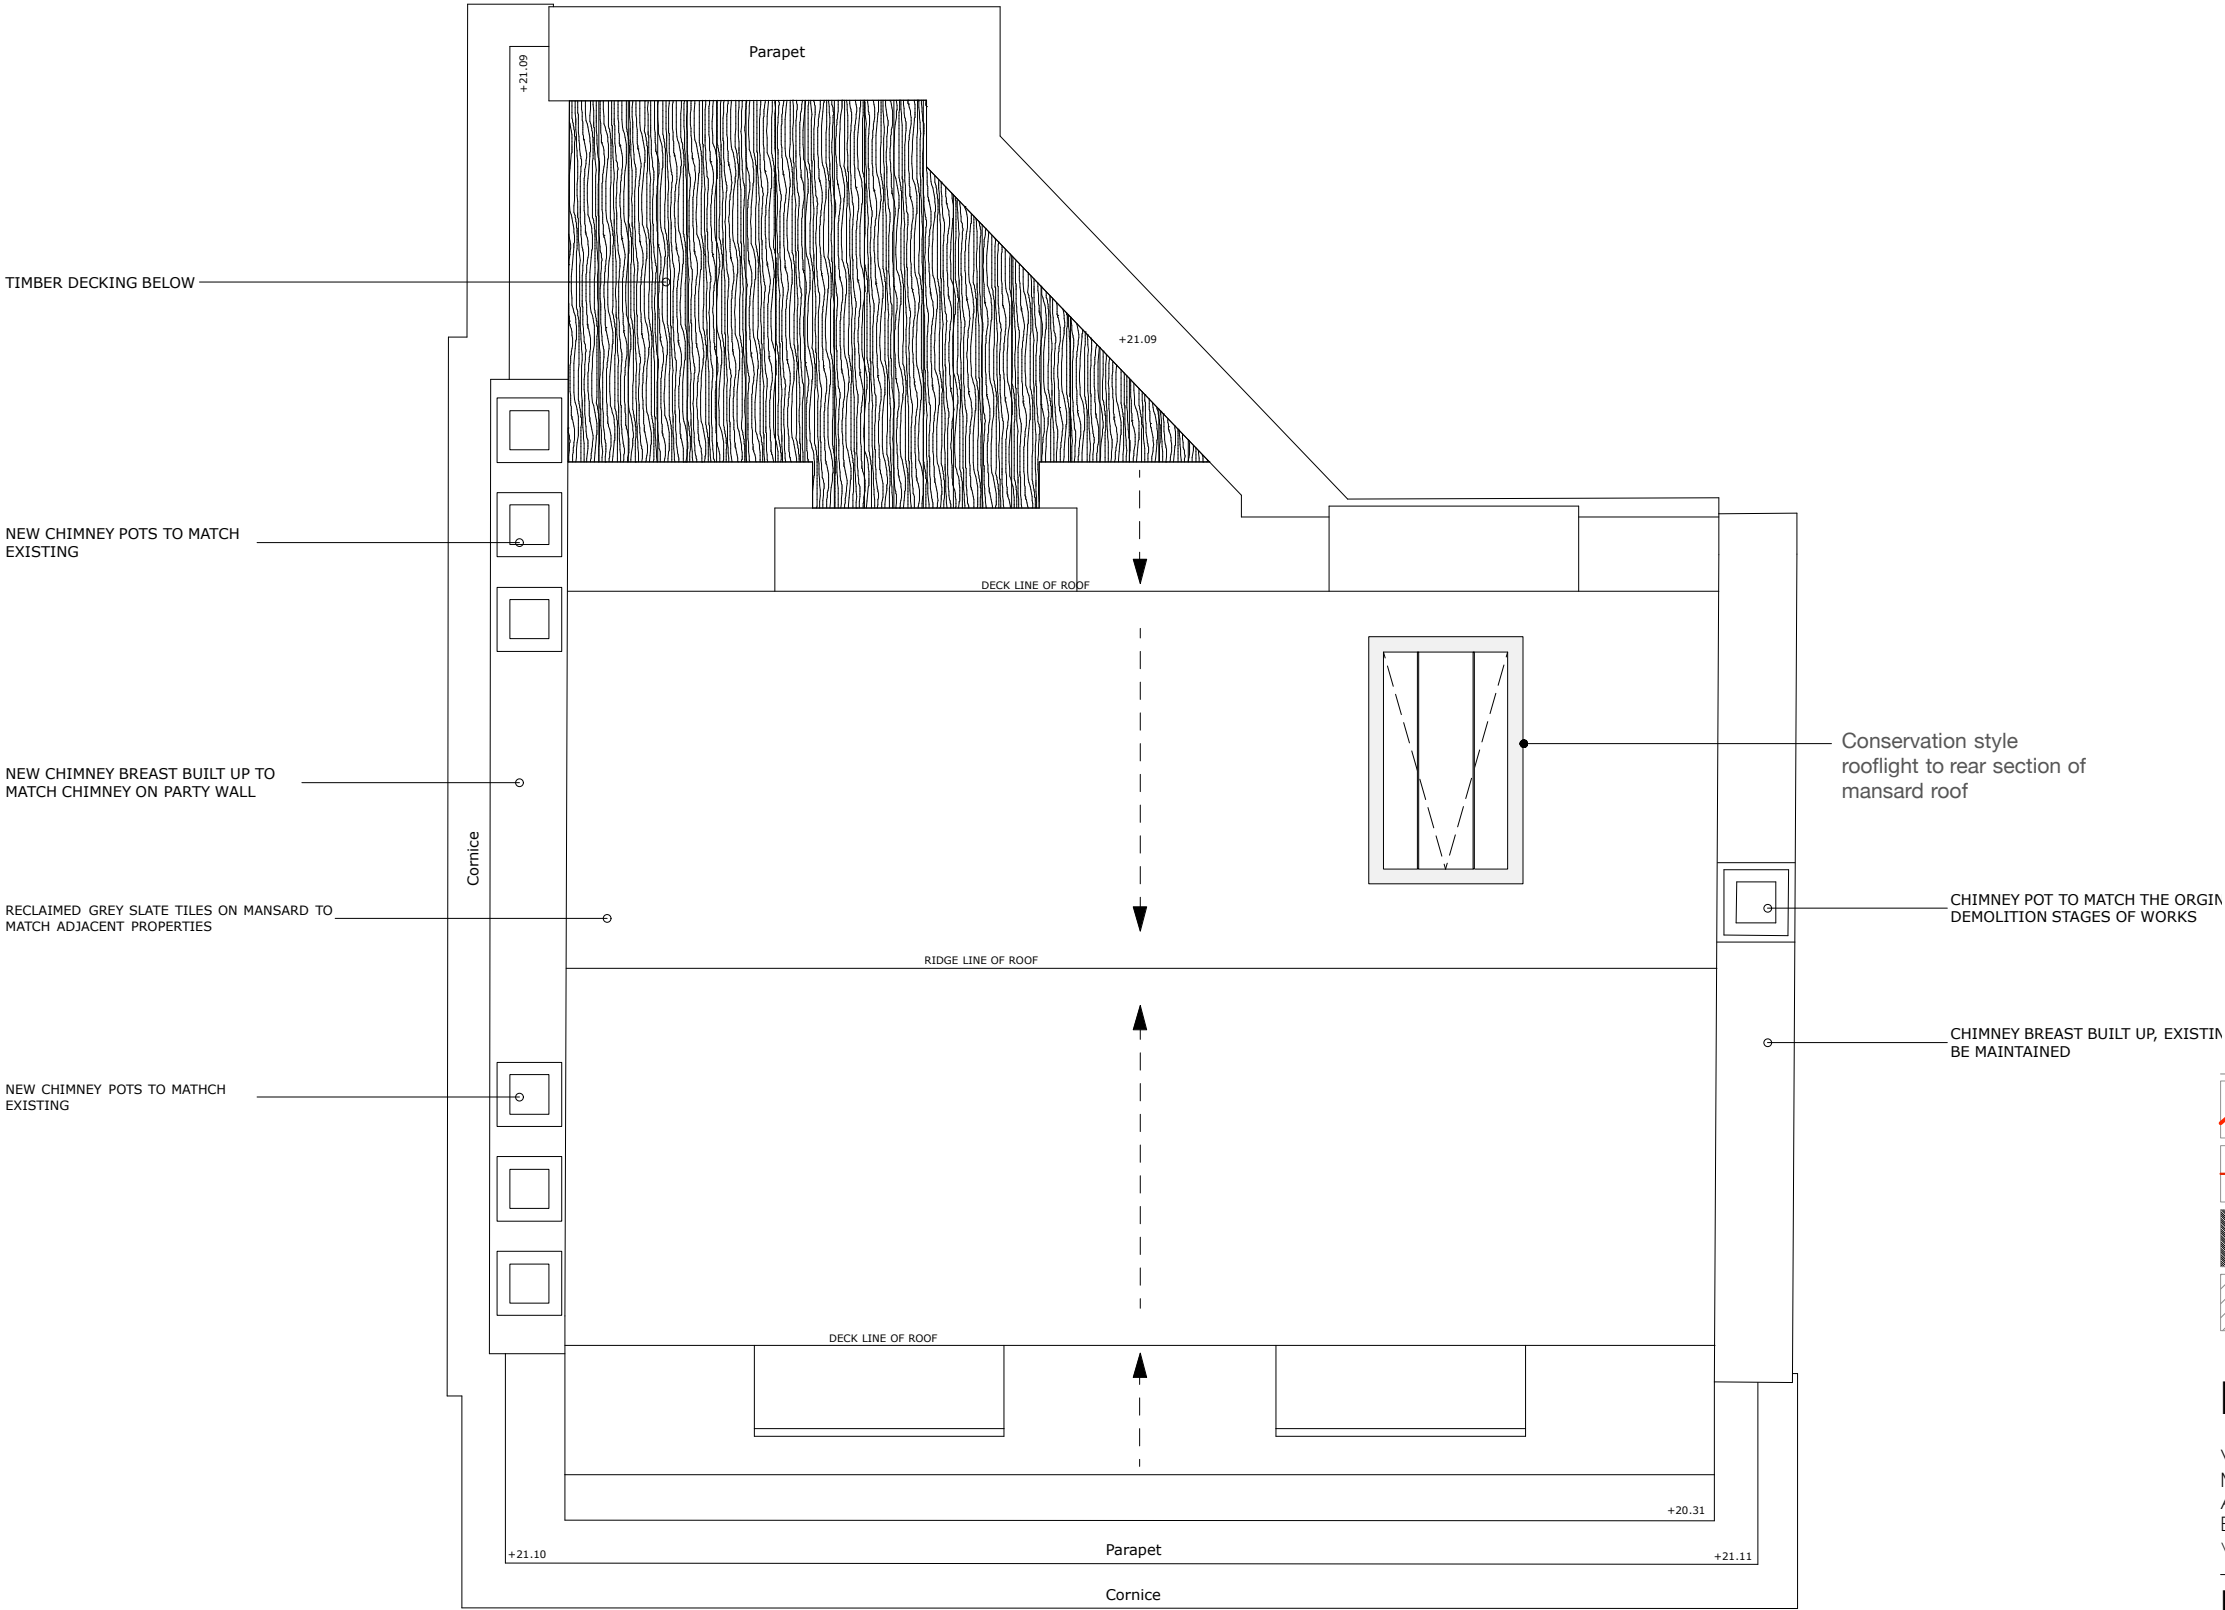 Parapet
+21.09
TIMBER DECKING BELOW
+21.09
NEW CHIMNEY POTS TO MATCH
EXISTING
DECK LINE OF ROOF
Conservation style
rooflight to rear section of
mansard roof
NEW CHIMNEY BREAST BUILT UP TO
MATCH CHIMNEY ON PARTY WALL
Cornice
CHIMNEY POT TO MATCH THE
DEMOLITION STAGES OF WORKS
RECLAIMED GREY SLATE TILES ON MANSARD TO
MATCH ADJACENT PROPERTIES
RIDGE LINE OF ROOF
CHIMNEY BREAST BUILT UP,
BE MAINTAINED
NEW CHIMNEY POTS TO MATHCH
EXISTING
DECK LINE OF ROOF
+20.31
+21.10
Parapet
+21.11
Cornice